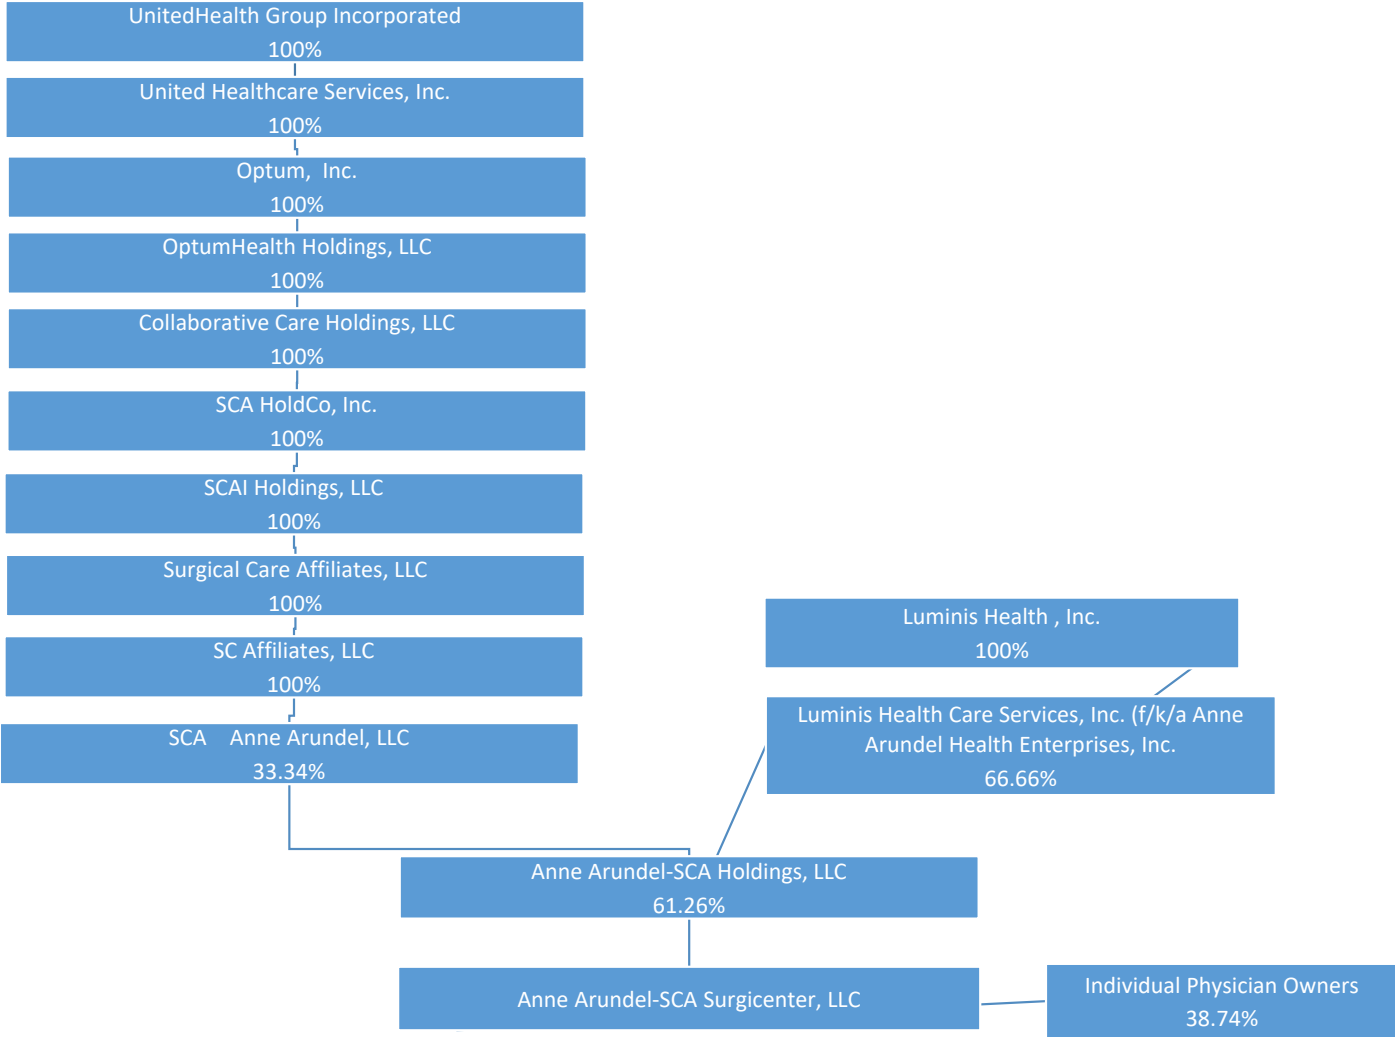 UnitedHealth Group Incorporated
100%
United Healthcare Services, Inc.
100%
Optum, Inc.
100%
OptumHealth Holdings, LLC
100%
Collaborative Care Holdings, LLC
100%
SCA HoldCo, Inc.
100%
SCAI Holdings, LLC
100%
Surgical Care Affiliates, LLC
100%
SC Affiliates, LLC
100%
SCA Anne Arundel, LLC
33.34%
Luminis Health , Inc.
100%
Luminis Health Care Services, Inc. (f/k/a Anne
Arundel Health Enterprises, Inc.
66.66%
Anne Arundel-SCA Holdings, LLC
61.26%
Anne Arundel-SCA Surgicenter, LLC
Individual Physician Owners
38.74%